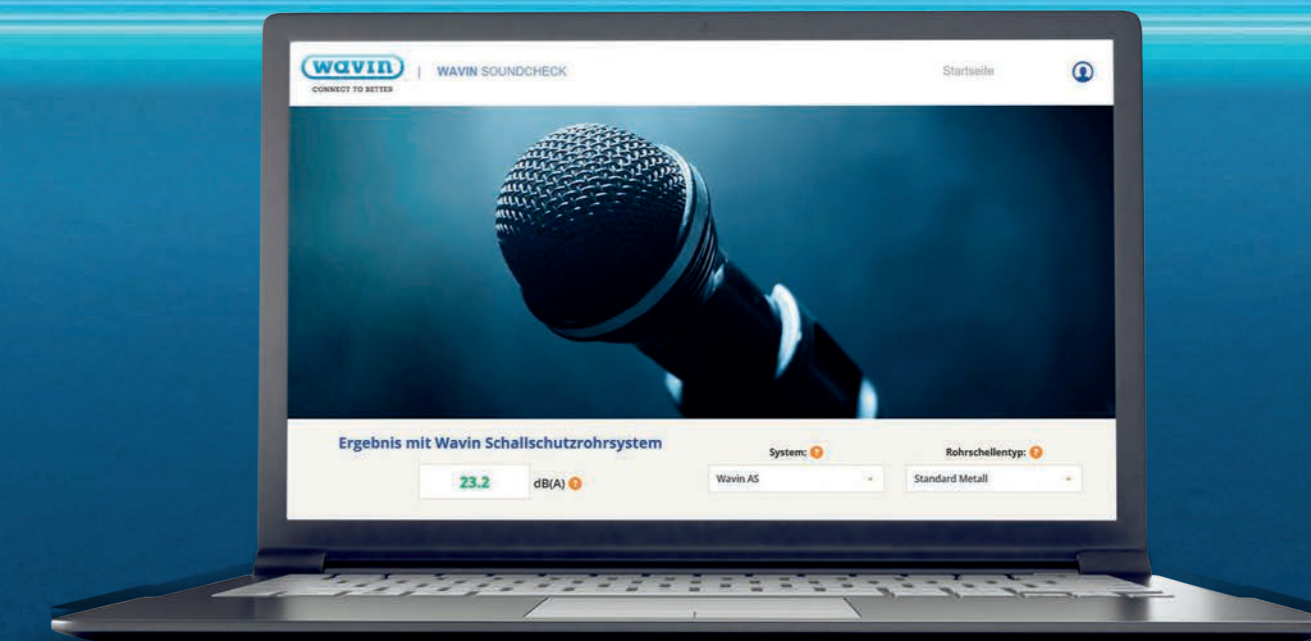 wavin
CONNECT TO BETTER
| WAVIN SOUNDCHECK
Startseite
Ergebnis mit Wavin Schallschutzrohrsystem
23.2 dB(A) ?
System: ?
Wavin AS
Rohrschellentyp: ?
Standard Metall